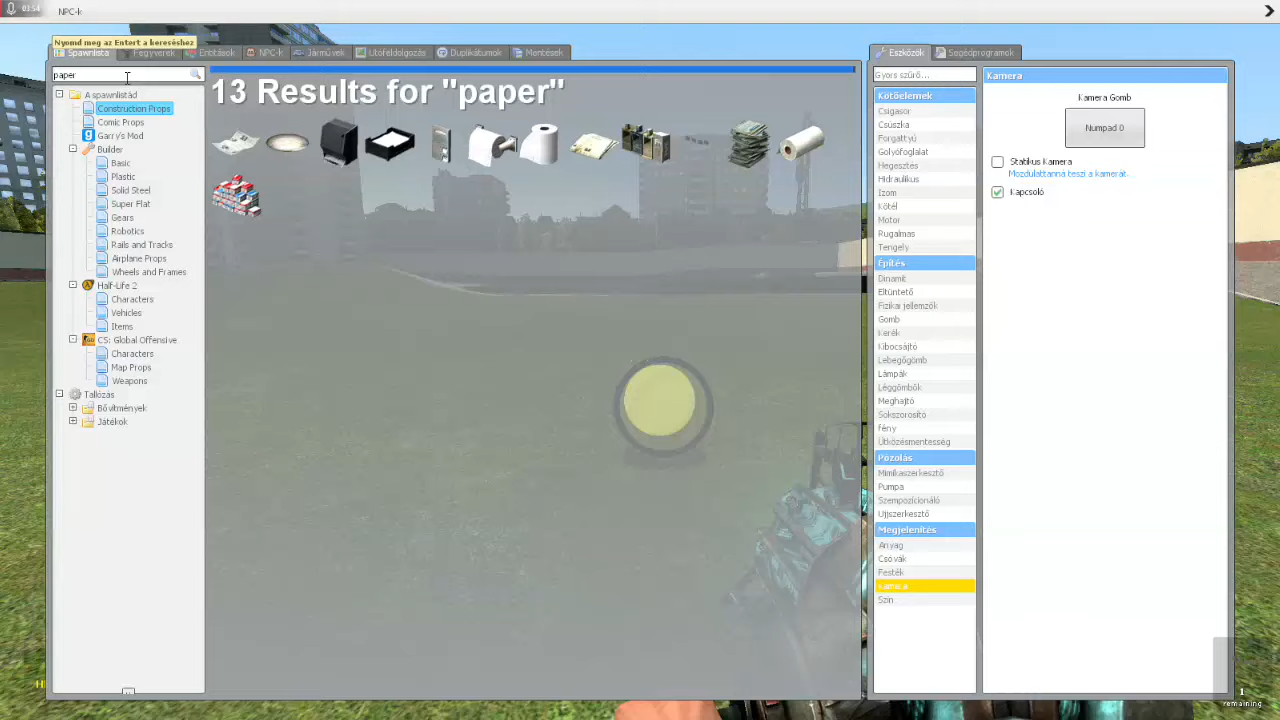 03:54
NPC-k
Nyomd meg az Entert a kereséshez
Spawnlista
Fegyverek
Entitások
NPC-k
Járművek
Utófeldolgozás
Duplikátumok
Mentések
paper
A spawnlistád
Construction Props
Comic Props
Garry's Mod
Builder
Basic
Plastic
Solid Steel
Super Flat
Gears
Robotics
Rails and Tracks
Airplane Props
Wheels and Frames
Half-Life 2
Characters
Vehicles
Items
CS: Global Offensive
Characters
Map Props
Weapons
Tallózás
Bővítmények
Játékok
13 Results for "paper"
Eszközök
Segédprogramok
Gyors szűrő...
Kötőelemek
Csigasor
Csúszka
Forgattyú
Golyófoglalat
Hegesztés
Hidraulikus
Izom
Kötél
Motor
Rugalmas
Tengely
Építés
Dinamit
Eltüntető
Fizikai jellemzők
Gomb
Kerék
Kibocsájtó
Lebegőgömb
Lámpák
Léggömbök
Meghajtó
Sokszorosító
fény
Ütközésmentesség
Pózolás
Mimikaszerkesztő
Pumpa
Szempozicionáló
Ujjszerkesztő
Megjelenítés
Anyag
Csóvák
Festék
Kamera
Szín
Kamera
Kamera Gomb
Numpad 0
Statikus Kamera
Mozdulattanná teszi a kamerát.
Kapcsoló
1
remaining